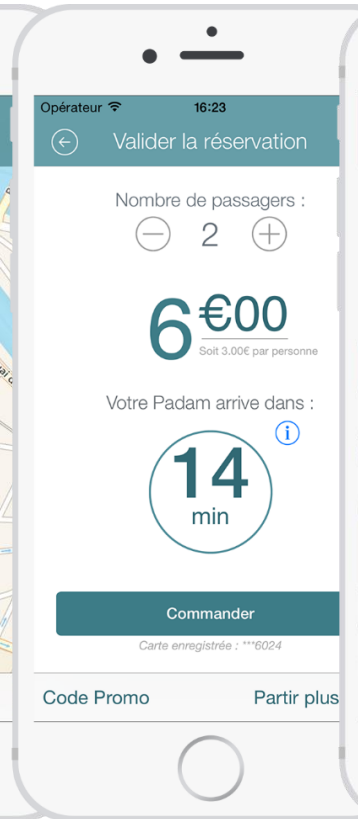 Opérateur 16:23
Valider la réservation
Nombre de passagers :
2
6€00
Soit 3.00€ par personne
Votre Padam arrive dans :
i
14
min
Commander
Carte enregistrée : ***6024
Code Promo Partir plus